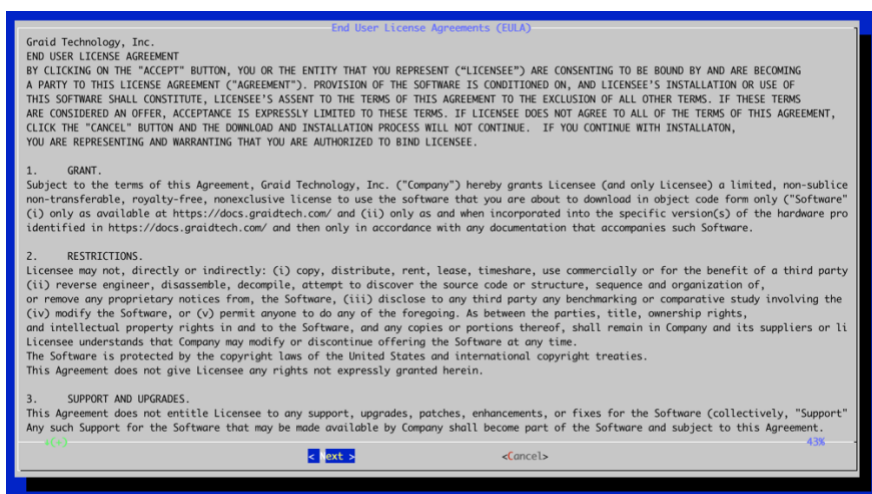 End User License Agreements (EULA)
Graid Technology, Inc.
END USER LICENSE AGREEMENT
BY CLICKING ON THE "ACCEPT" BUTTON, YOU OR THE ENTITY THAT YOU REPRESENT ("LICENSEE") ARE CONSENTING TO BE BOUND BY AND ARE BECOMING
A PARTY TO THIS LICENSE AGREEMENT ("AGREEMENT"). PROVISION OF THE SOFTWARE IS CONDITIONED ON, AND LICENSEE'S INSTALLATION OR USE OF
THIS SOFTWARE SHALL CONSTITUTE, LICENSEE'S ASSENT TO THE TERMS OF THIS AGREEMENT TO THE EXCLUSION OF ALL OTHER TERMS. IF THESE TERMS
ARE CONSIDERED AN OFFER, ACCEPTANCE IS EXPRESSLY LIMITED TO THESE TERMS. IF LICENSEE DOES NOT AGREE TO ALL OF THE TERMS OF THIS AGREEMENT,
CLICK THE "CANCEL" BUTTON AND THE DOWNLOAD AND INSTALLATION PROCESS WILL NOT CONTINUE.  IF YOU CONTINUE WITH INSTALLATON,
YOU ARE REPRESENTING AND WARRANTING THAT YOU ARE AUTHORIZED TO BIND LICENSEE.
1.      GRANT.
Subject to the terms of this Agreement, Graid Technology, Inc. ("Company") hereby grants Licensee (and only Licensee) a limited, non-sublice
non-transferable, royalty-free, nonexclusive license to use the software that you are about to download in object code form only ("Software"
(i) only as available at https://docs.graidtech.com/ and (ii) only as and when incorporated into the specific version(s) of the hardware pro
identified in https://docs.graidtech.com/ and then only in accordance with any documentation that accompanies such Software.
2.      RESTRICTIONS.
Licensee may not, directly or indirectly: (i) copy, distribute, rent, lease, timeshare, use commercially or for the benefit of a third party
(ii) reverse engineer, disassemble, decompile, attempt to discover the source code or structure, sequence and organization of,
or remove any proprietary notices from, the Software, (iii) disclose to any third party any benchmarking or comparative study involving the
(iv) modify the Software, or (v) permit anyone to do any of the foregoing. As between the parties, title, ownership rights,
and intellectual property rights in and to the Software, and any copies or portions thereof, shall remain in Company and its suppliers or li
Licensee understands that Company may modify or discontinue offering the Software at any time.
The Software is protected by the copyright laws of the United States and international copyright treaties.
This Agreement does not give Licensee any rights not expressly granted herein.
3.      SUPPORT AND UPGRADES.
This Agreement does not entitle Licensee to any support, upgrades, patches, enhancements, or fixes for the Software (collectively, "Support"
Any such Support for the Software that may be made available by Company shall become part of the Software and subject to this Agreement.
43%
< Next > <Cancel>